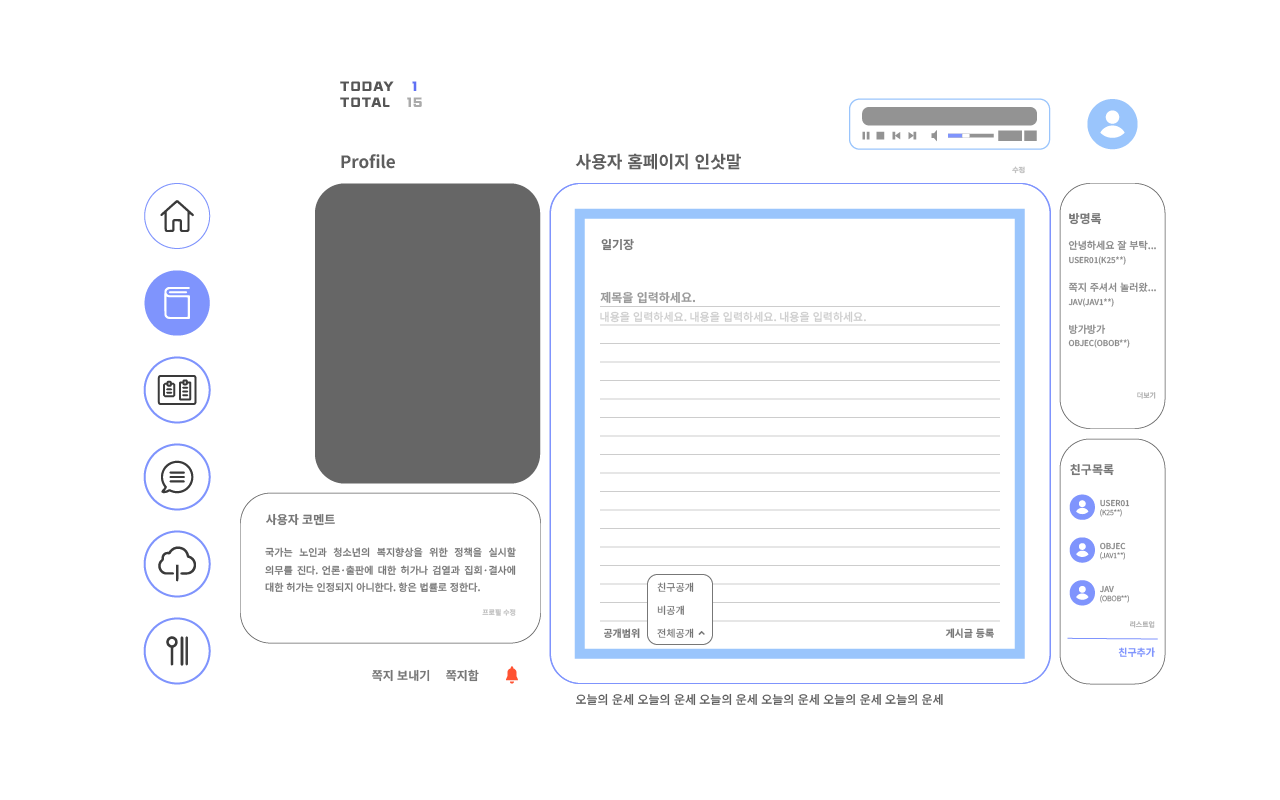 TODAY 1
TOTAL 15
Profile
사용자 홈페이지 인삿말
수정
일기장
제목을 입력하세요.
내용을 입력하세요. 내용을 입력하세요. 내용을 입력하세요.
친구공개
비공개
공개범위 전체공개
게시글 등록
방명록
안녕하세요 잘 부탁...
USER01(K25**)
쪽지 주셔서 놀러왔...
JAV(JAV1**)
방가방가
OBJEC(OBOB**)
더보기
사용자 코멘트
국가는 노인과 청소년의 복지향상을 위한 정책을 실시할
의무를 진다. 언론·출판에 대한 허가나 검열과 집회·결사에
대한 허가는 인정되지 아니한다. 항은 법률로 정한다.
프로필 수정
쪽지 보내기 쪽지함
친구목록
USER01
(K25**)
OBJEC
(JAV1**)
JAV
(OBOB**)
리스트업
친구추가
오늘의 운세 오늘의 운세 오늘의 운세 오늘의 운세 오늘의 운세 오늘의 운세